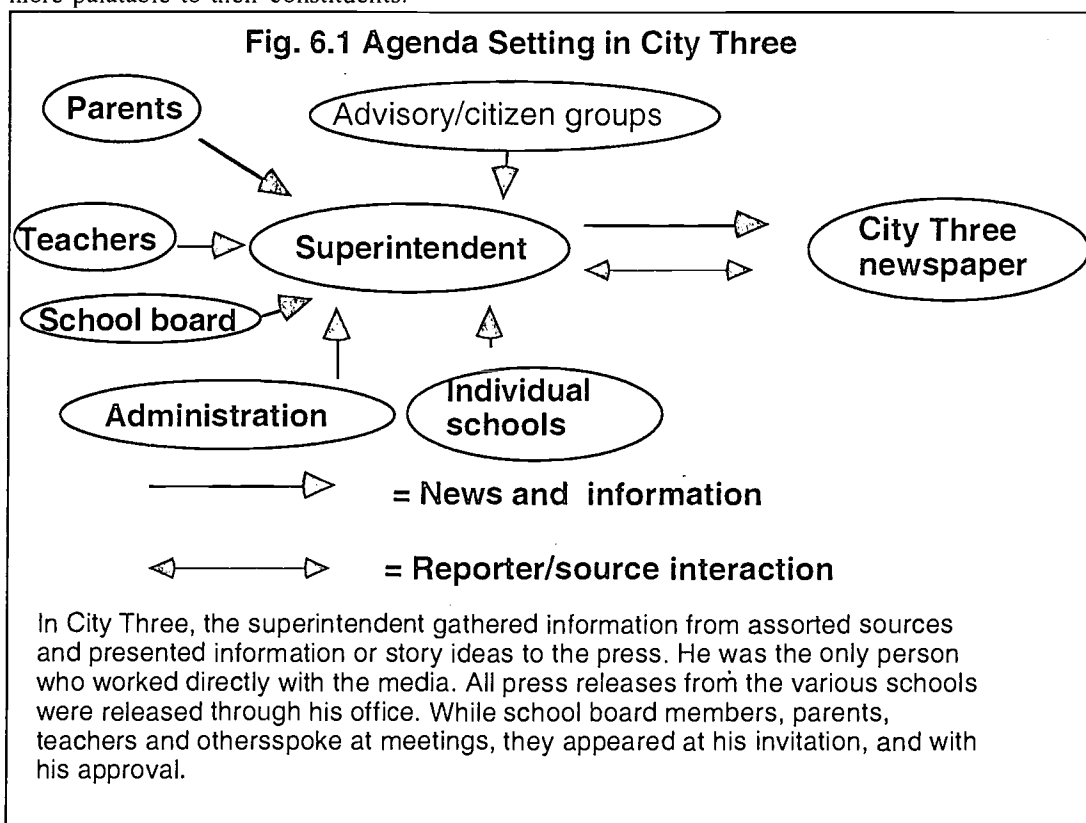 more palatable to their constituents.
Fig. 6.1 Agenda Setting in City Three
Parents
Advisory/citizen groups
Teachers
Superintendent
City Three
newspaper
School board
Administration
Individual
schools
= News and information
= Reporter/source interaction
In City Three, the superintendent gathered information from assorted sources
and presented information or story ideas to the press. He was the only person
who worked directly with the media. All press releases from the various schools
were released through his office. While school board members, parents,
teachers and othersspoke at meetings, they appeared at his invitation, and with
his approval.